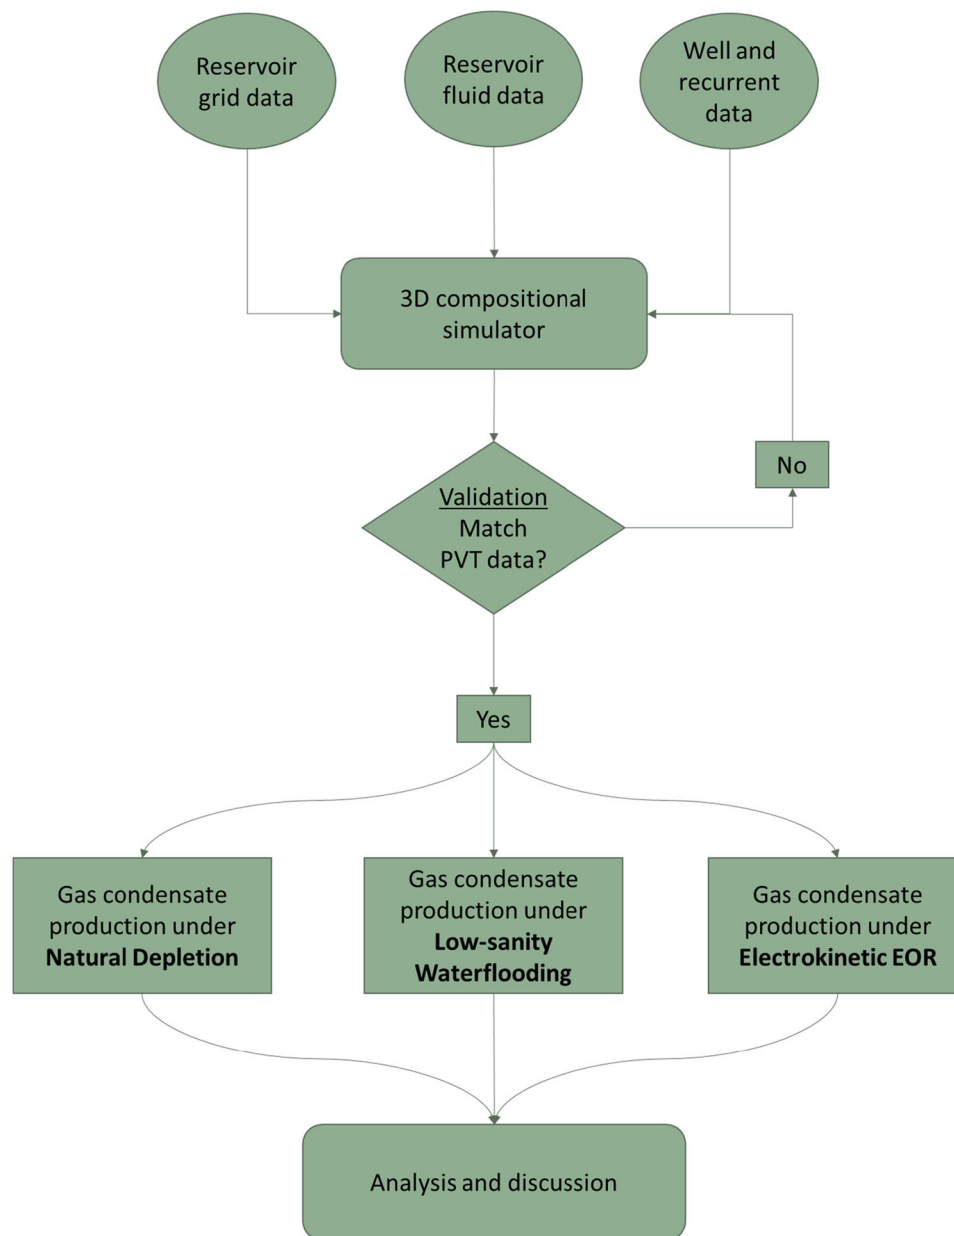 Reservoir
grid data
Reservoir
fluid data
Well and
recurrent
data
3D compositional
simulator
Validation
Match
PVT data?
No
Yes
Gas condensate
production under
Natural Depletion
Gas condensate
production under
Low-sanity
Waterflooding
Gas condensate
production under
Electrokinetic EOR
Analysis and discussion